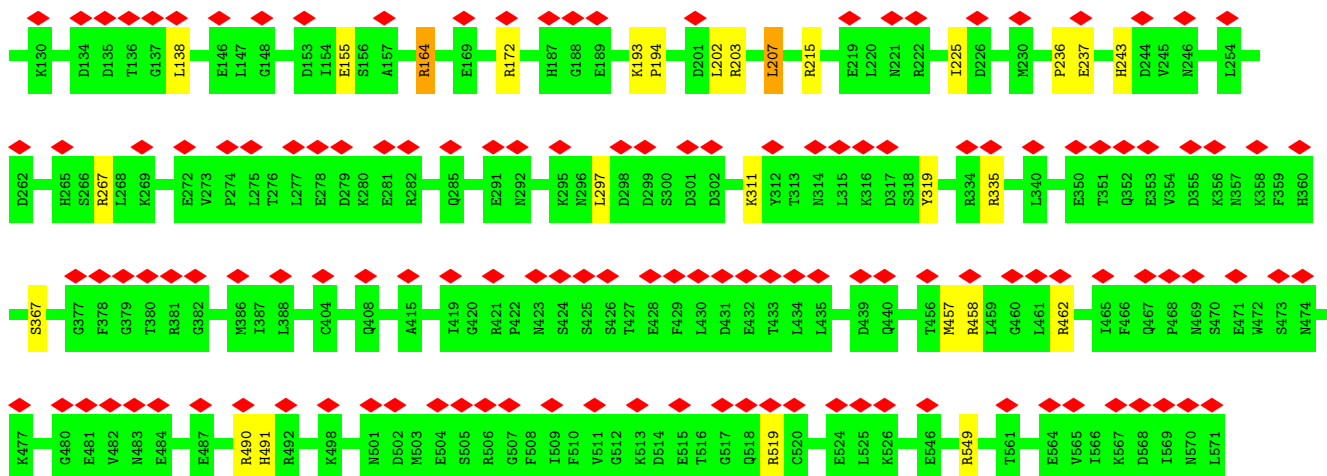 K130 D134 D135 T136 G137 L138 E146 L147 G148 D153 I154 E155 S156 A157 R164 E169 R172 H187 G188 E189 K193 P194 D201 L202 R203 L207 R215 E219 L220 N221 R222 I225 D226 M230 P236 E237 H243 D244 V245 N246 L254
D262 H265 S266 R267 L268 K269 E272 V273 P274 L275 T276 L277 E278 D279 K280 E281 R282 Q285 E291 N292 K295 N296 L297 D298 D299 S300 D301 D302 K311 Y312 T313 N314 L315 K316 D317 S318 Y319 R334 R335 L340 E350 T351 Q352 E353 V354 D355 K356 N357 K358 F359 H360
S367 G377 F378 G379 T380 R381 G382 M386 I387 L388 C404 Q408 A415 I419 G420 R421 P422 N423 S424 S425 S426 T427 E428 F429 L430 D431 E432 T433 L434 L435 D439 Q440 T456 M457 R458 L459 G460 L461 R462 I465 F466 Q467 P468 N469 S470 E471 W472 S473 N474
K477 G480 E481 V482 N483 E484 E487 R490 H491 R492 K498 N501 D502 M503 E504 S505 R506 G507 F508 I509 F510 V511 G512 K513 D514 E515 T516 G517 Q518 R519 C520 E524 L525 K526 E546 R549 T561 E564 V565 I566 K567 D568 I569 N570 L571